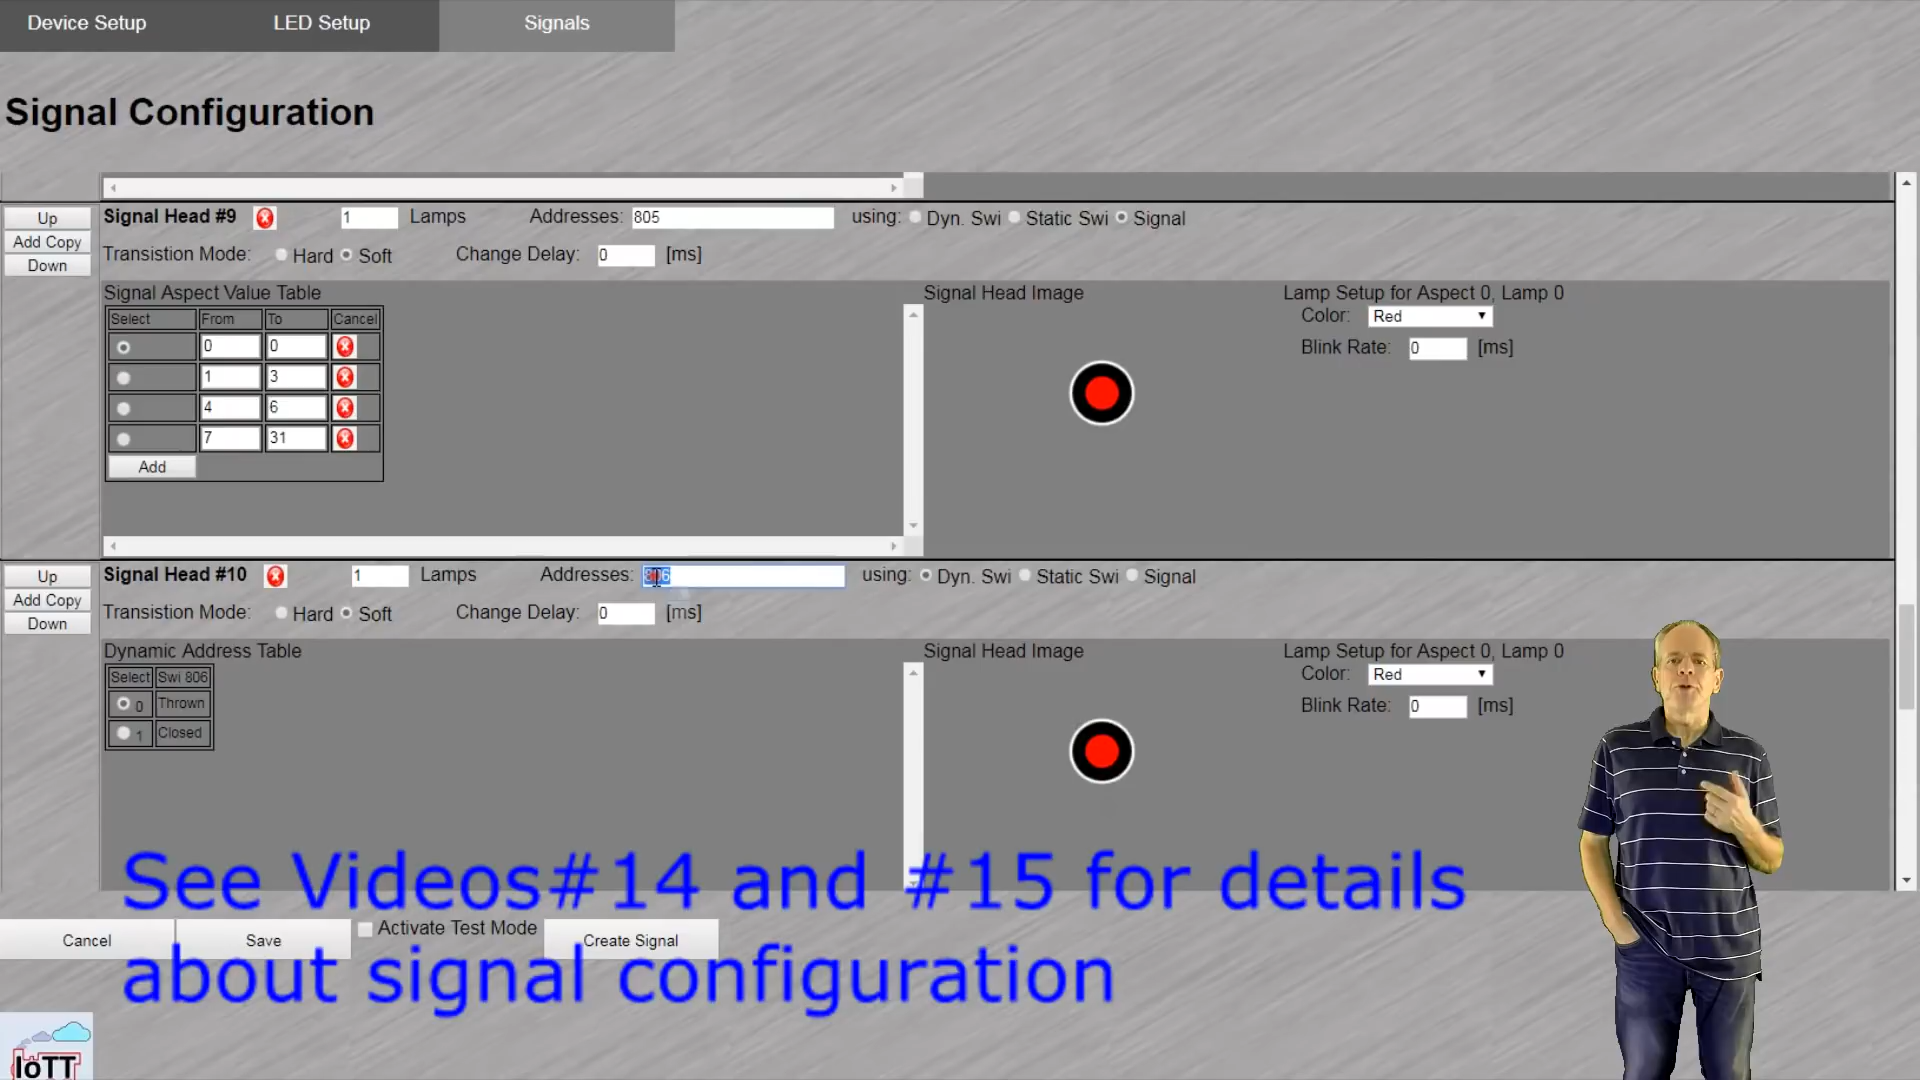 Device Setup LED Setup Signals
Signal Configuration
Up
Add Copy
Down
Signal Head #9 1 Lamps Addresses: 805 using: Dyn. Swi Static Swi Signal
Transistion Mode: Hard Soft Change Delay: 0 [ms]
Signal Aspect Value Table
Select From To Cancel
0 0
1 3
4 6
7 31
Add
Signal Head Image
Lamp Setup for Aspect 0, Lamp 0
Color: Red
Blink Rate: 0 [ms]
Up
Add Copy
Down
Signal Head #10 1 Lamps Addresses: 806 using: Dyn. Swi Static Swi Signal
Transistion Mode: Hard Soft Change Delay: 0 [ms]
Dynamic Address Table
Select Swi 806
0 Thrown
1 Closed
Signal Head Image
Lamp Setup for Aspect 0, Lamp 0
Color: Red
Blink Rate: 0 [ms]
See Videos#14 and #15 for details
about signal configuration
Cancel Save Activate Test Mode Create Signal
IoTT